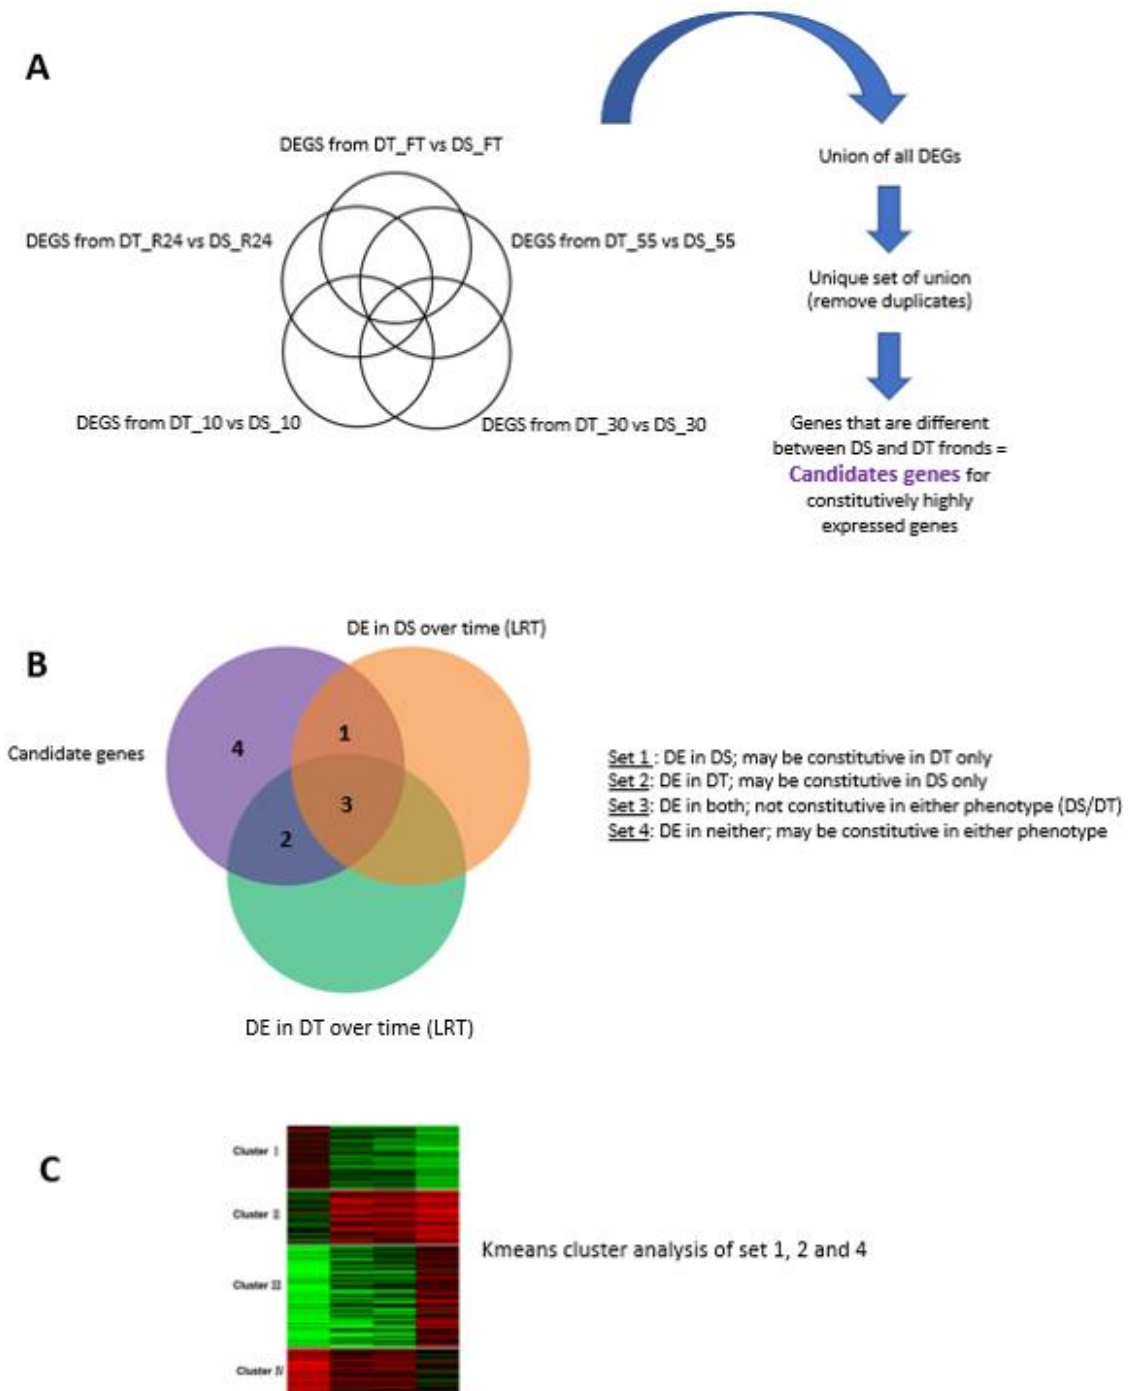 A
DEGS from DT_FT vs DS_FT
DEGS from DT_R24 vs DS_R24
DEGS from DT_55 vs DS_55
DEGS from DT_10 vs DS_10
DEGS from DT_30 vs DS_30
Union of all DEGs
Unique set of union
(remove duplicates)
Genes that are different
between DS and DT fronds =
Candidates genes for
constitutively highly
expressed genes
B
DE in DS over time (LRT)
Candidate genes
4
1
3
2
DE in DT over time (LRT)
Set 1 : DE in DS; may be constitutive in DT only
Set 2: DE in DT; may be constitutive in DS only
Set 3: DE in both; not constitutive in either phenotype (DS/DT)
Set 4: DE in neither; may be constitutive in either phenotype
C
Cluster Ⅰ
Cluster Ⅱ
Cluster Ⅲ
Cluster Ⅳ
Kmeans cluster analysis of set 1, 2 and 4